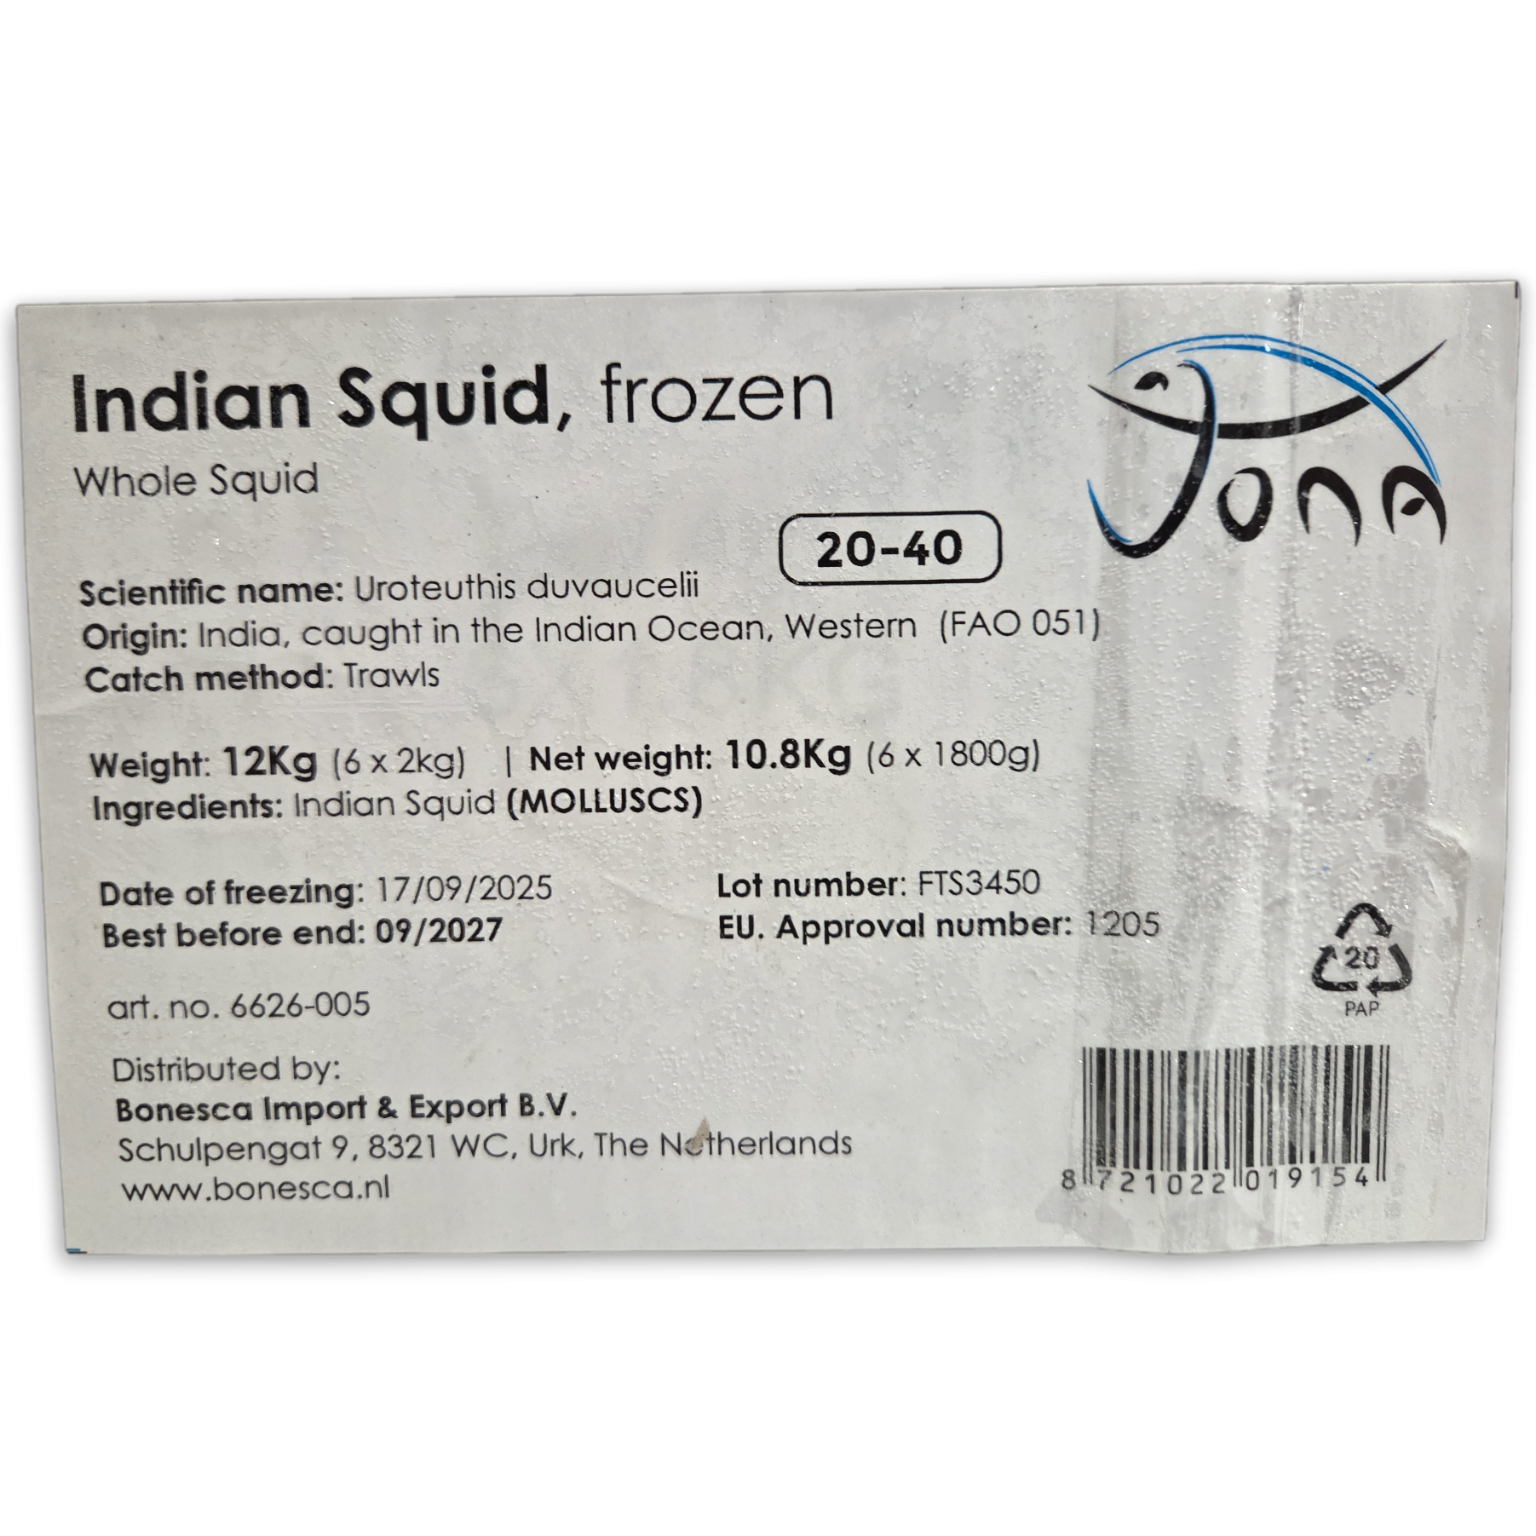 Indian Squid, frozen
Whole Squid
Jona
20-40
Scientific name: Uroteuthis duvaucelii
Origin: India, caught in the Indian Ocean, Western (FAO 051)
Catch method: Trawls
Weight: 12Kg (6 x 2kg) | Net weight: 10.8Kg (6 x 1800g)
Ingredients: Indian Squid (MOLLUSCS)
Date of freezing: 17/09/2025 Lot number: FTS3450
Best before end: 09/2027 EU. Approval number: 1205
20
PAP
art. no. 6626-005
Distributed by:
Bonesca Import & Export B.V.
Schulpengat 9, 8321 WC, Urk, The Netherlands
www.bonesca.nl
8 721022 019154